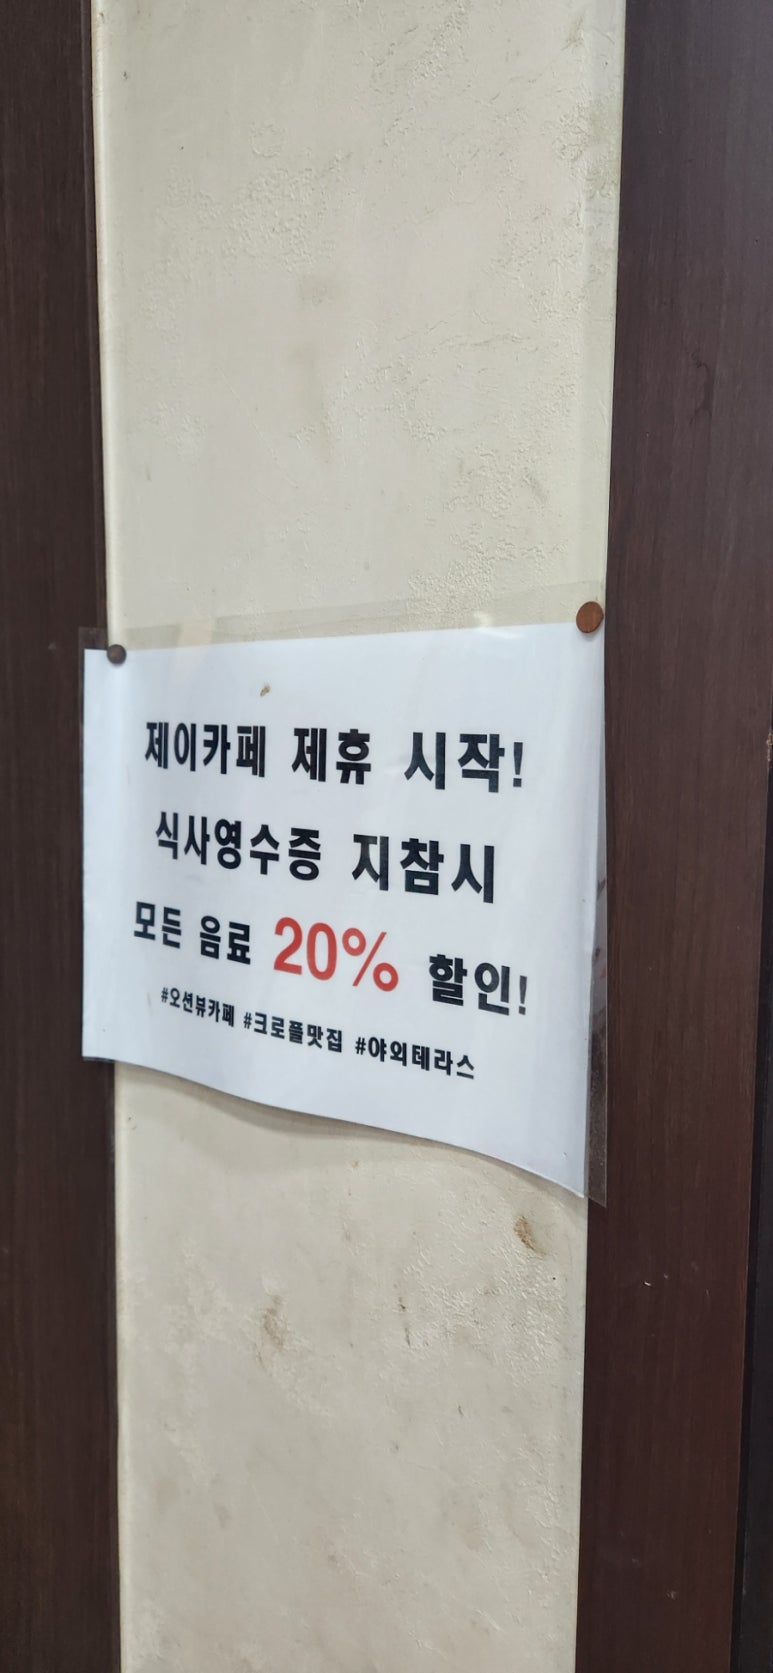 제이카페 제휴 시작!
식사영수증 지참시
모든 음료 20% 할인!
#오션뷰카페 #크로플맛집 #야외테라스